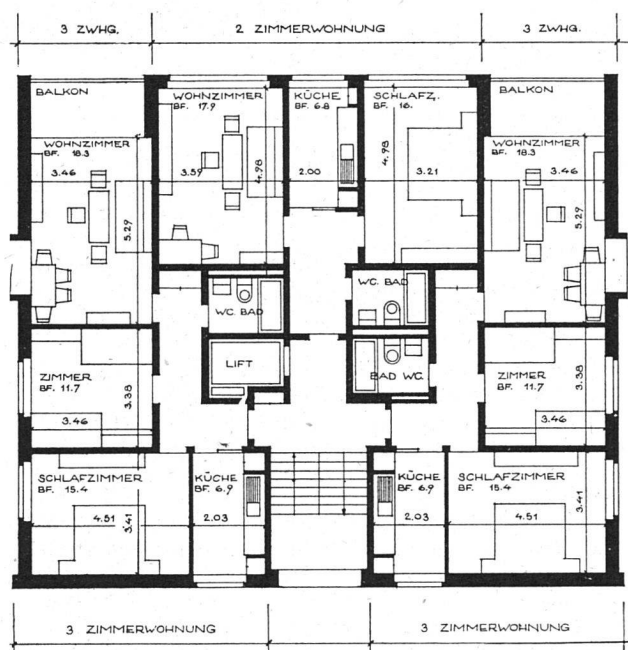 3 ZWHG. 2 ZIMMERWOHNUNG 3 ZWHG.
BALKON
WOHNZIMMER
BF. 17.9
KÜCHE
BF. 6.8
SCHLAFZ.
BF. 16.
BALKON
WOHNZIMMER
BF. 18.3
3.46
5.29
3.59
4.98
2.00
4.98
3.21
WOHNZIMMER
BF. 18.3
3.46
5.29
WC. BAD
WC. BAD
LIFT
BAD WC.
ZIMMER
BF. 11.7
3.38
3.46
ZIMMER
BF. 11.7
3.38
3.46
SCHLAFZIMMER
BF. 15.4
4.51
3.41
KÜCHE
BF. 6.9
2.03
KÜCHE
BF. 6.9
2.03
SCHLAFZIMMER
BF. 15.4
4.51
3.41
3 ZIMMERWOHNUNG 3 ZIMMERWOHNUNG